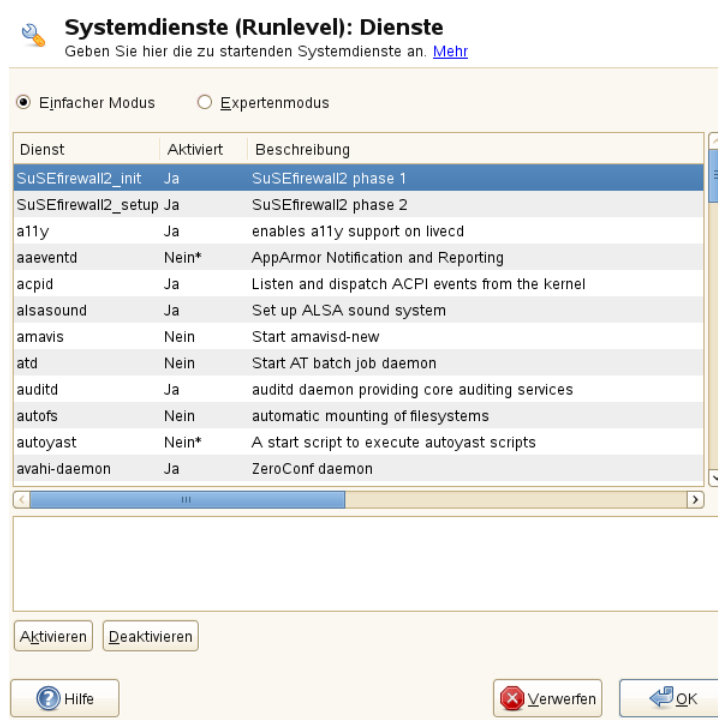 Systemdienste (Runlevel): Dienste
Geben Sie hier die zu startenden Systemdienste an. Mehr
Einfacher Modus Expertenmodus
Dienst Aktiviert Beschreibung
SuSEfirewall2_init Ja SuSEfirewall2 phase 1
SuSEfirewall2_setup Ja SuSEfirewall2 phase 2
a11y Ja enables a11y support on livecd
aaeventd Nein* AppArmor Notification and Reporting
acpid Ja Listen and dispatch ACPI events from the kernel
alsasound Ja Set up ALSA sound system
amavis Nein Start amavisd-new
atd Nein Start AT batch job daemon
auditd Ja auditd daemon providing core auditing services
autofs Nein automatic mounting of filesystems
autoyast Nein* A start script to execute autoyast scripts
avahi-daemon Ja ZeroConf daemon
Aktivieren Deaktivieren
Hilfe Verwerfen OK